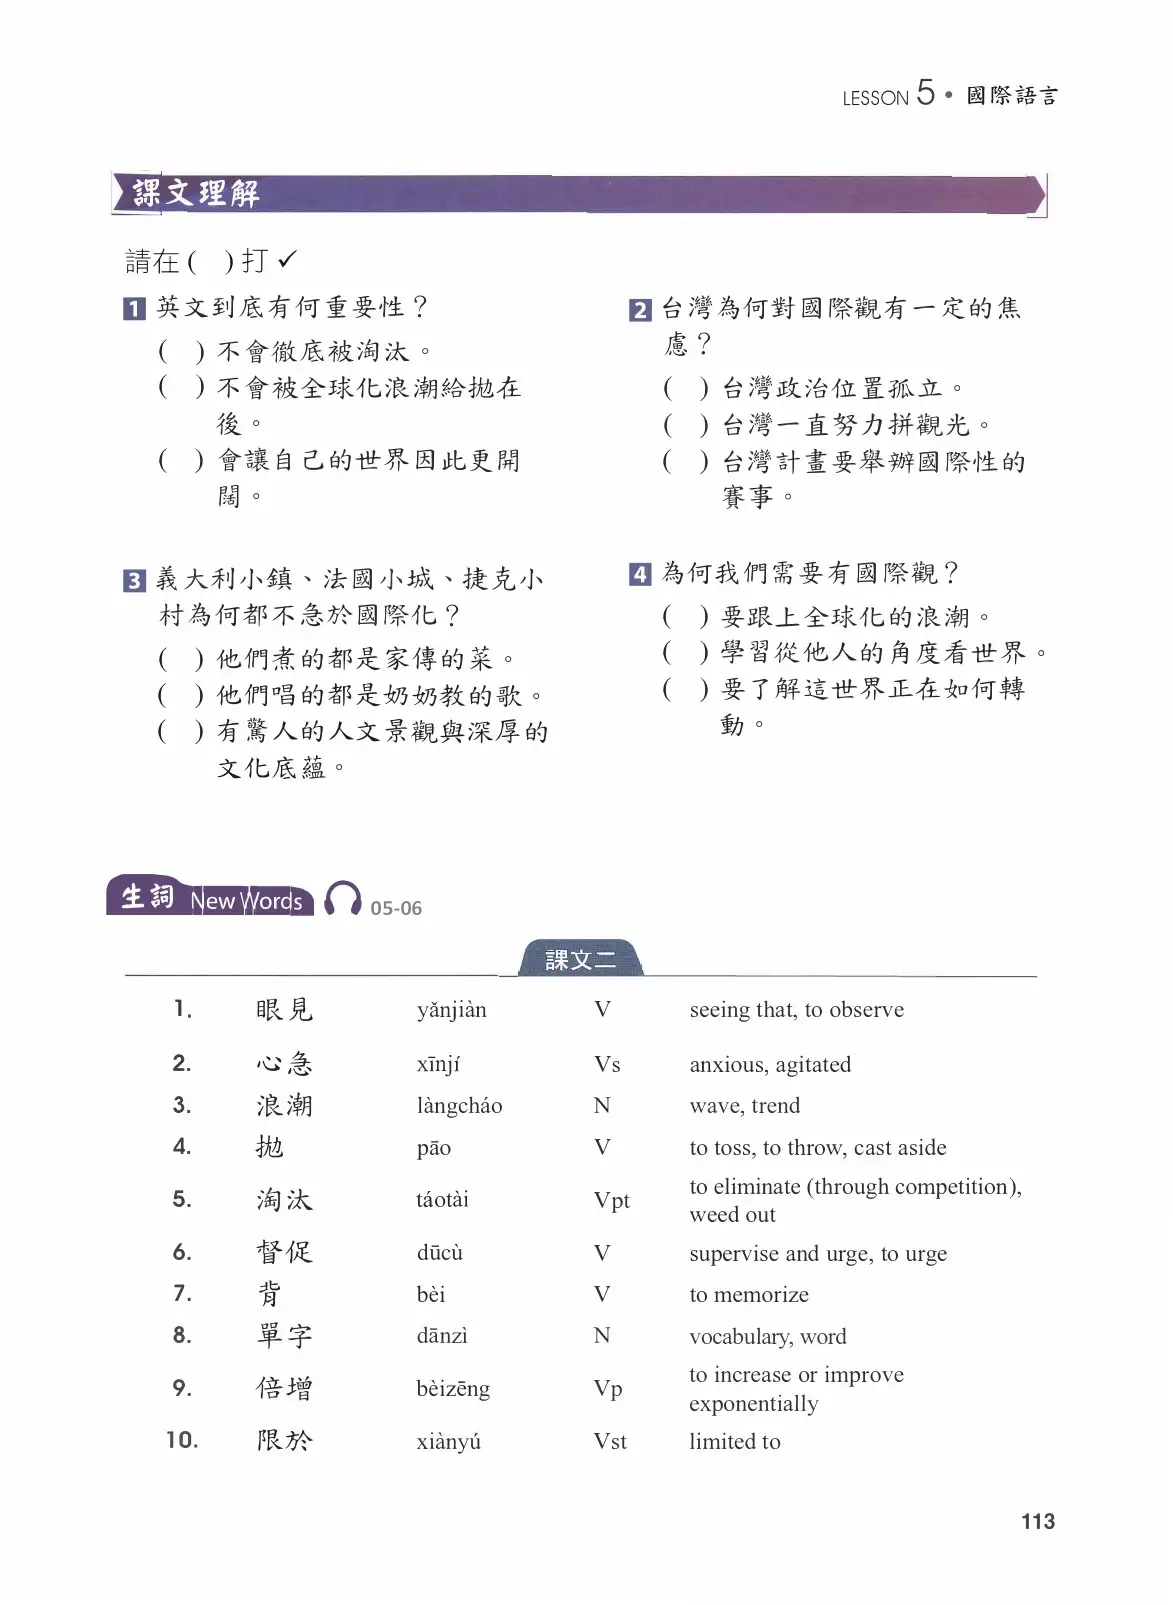 LESSON 5 • 國際語言
課文理解
請在 (　) 打 ✓
1 英文到底有何重要性？
(　) 不會徹底被淘汰。
(　) 不會被全球化浪潮給拋在
後。
(　) 會讓自己的世界因此更開
闊。
2 台灣為何對國際觀有一定的焦
慮？
(　) 台灣政治位置孤立。
(　) 台灣一直努力拼觀光。
(　) 台灣計畫要舉辦國際性的
賽事。
3 義大利小鎮、法國小城、捷克小
村為何都不急於國際化？
(　) 他們煮的都是家傳的菜。
(　) 他們唱的都是奶奶教的歌。
(　) 有驚人的人文景觀與深厚的
文化底蘊。
4 為何我們需要有國際觀？
(　) 要跟上全球化的浪潮。
(　) 學習從他人的角度看世界。
(　) 要了解這世界正在如何轉
動。
生詞 New Words 05-06
課文二
1. 眼見 yǎnjiàn V seeing that, to observe
2. 心急 xīnjí Vs anxious, agitated
3. 浪潮 làngcháo N wave, trend
4. 拋 pāo V to toss, to throw, cast aside
5. 淘汰 táotài Vpt to eliminate (through competition),
weed out
6. 督促 dūcù V supervise and urge, to urge
7. 背 bèi V to memorize
8. 單字 dānzì N vocabulary, word
9. 倍增 bèizēng Vp to increase or improve
exponentially
10. 限於 xiànyú Vst limited to
113